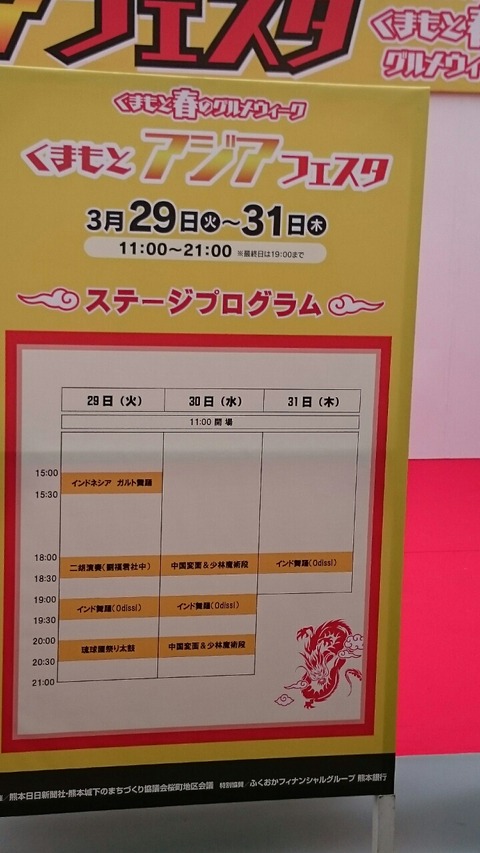 フェスタ
くまもと春
グルメウィ
くまもと春のグルメウィーク
くまもとアジアフェスタ
3月29日火〜31日木
11:00〜21:00 ※最終日は19:00まで
ステージプログラム
29日（火） 30日（水） 31日（木）
11:00 開場
15:00
インドネシア ガルト舞踊
15:30
18:00
二胡演奏(劉福君社中) 中国変面＆少林魔術段 インド舞踊(Odissi)
18:30
19:00
インド舞踊(Odissi) インド舞踊(Odissi)
19:30
20:00
琉球國祭り太鼓 中国変面＆少林魔術段
20:30
21:00
／熊本日日新聞社・熊本城下のまちづくり協議会桜町地区会議 特別協賛／ふくおかフィナンシャルグループ 熊本銀行